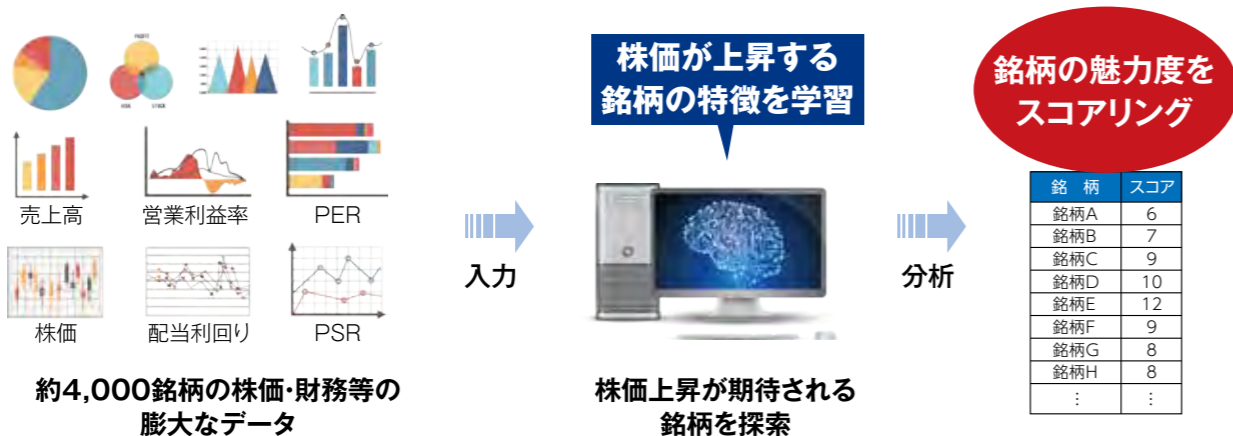 PROFIT
RISK
STOCK
売上高
営業利益率
PER
株価
配当利回り
PSR
約4,000銘柄の株価・財務等の
膨大なデータ
入力
株価が上昇する
銘柄の特徴を学習
株価上昇が期待される
銘柄を探索
分析
銘柄の魅力度を
スコアリング
銘 柄 スコア
銘柄A 6
銘柄B 7
銘柄C 9
銘柄D 10
銘柄E 12
銘柄F 9
銘柄G 8
銘柄H 8
⋮ ⋮